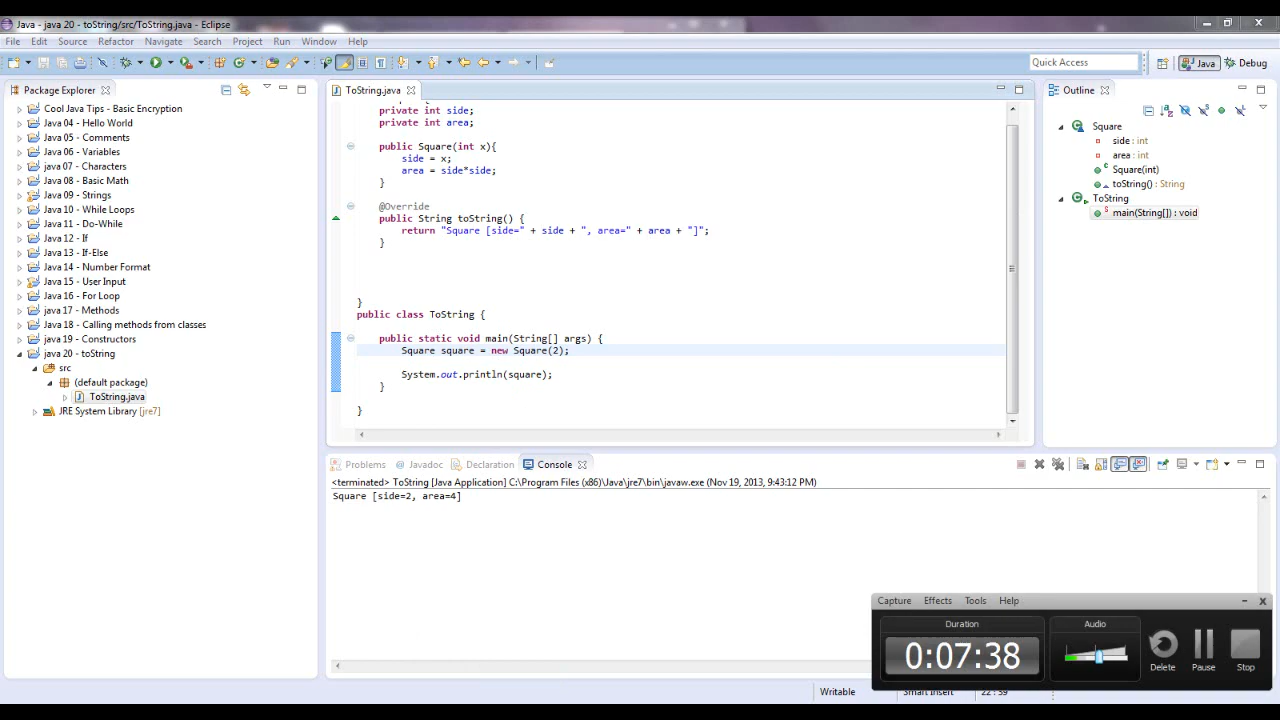 Java - java 20 - toString/src/ToString.java - Eclipse
File Edit Source Refactor Navigate Search Project Run Window Help
Quick Access Java Debug
Package Explorer
Cool Java Tips - Basic Encryption
Java 04 - Hello World
Java 05 - Comments
Java 06 - Variables
java 07 - Characters
Java 08 - Basic Math
Java 09 - Strings
Java 10 - While Loops
Java 11 - Do-While
Java 12 - If
Java 13 - If-Else
Java 14 - Number Format
Java 15 - User Input
Java 16 - For Loop
java 17 - Methods
Java 18 - Calling methods from classes
java 19 - Constructors
java 20 - toString
src
(default package)
ToString.java
JRE System Library [jre7]
ToString.java
private int side;
private int area;
public Square(int x){
side = x;
area = side*side;
}
@Override
public String toString() {
return "Square [side=" + side + ", area=" + area + "]";
}
}
public class ToString {
public static void main(String[] args) {
Square square = new Square(2);
System.out.println(square);
}
}
Outline
Square
side : int
area : int
Square(int)
toString() : String
ToString
main(String[]) : void
Problems Javadoc Declaration Console
<terminated> ToString [Java Application] C:\Program Files (x86)\Java\jre7\bin\javaw.exe (Nov 19, 2013, 9:43:12 PM)
Square [side=2, area=4]
Capture Effects Tools Help
Duration Audio
0:07:38
Delete Pause Stop
Writable Smart Insert 22 : 39